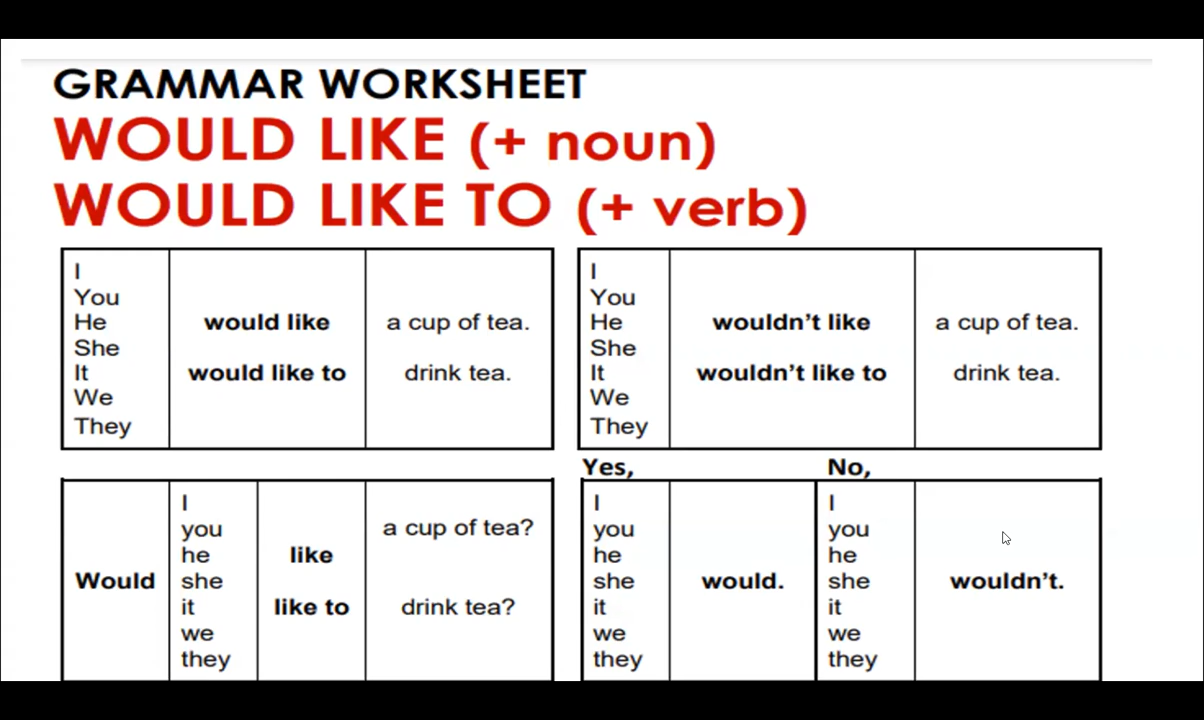 GRAMMAR WORKSHEET
WOULD LIKE (+ noun)
WOULD LIKE TO (+ verb)
I
You
He
She
It
We
They
would like
would like to
a cup of tea.
drink tea.
I
You
He
She
It
We
They
wouldn't like
wouldn't like to
a cup of tea.
drink tea.
Would
I
you
he
she
it
we
they
like
like to
a cup of tea?
drink tea?
Yes,
I
you
he
she
it
we
they
would.
No,
I
you
he
she
it
we
they
wouldn't.